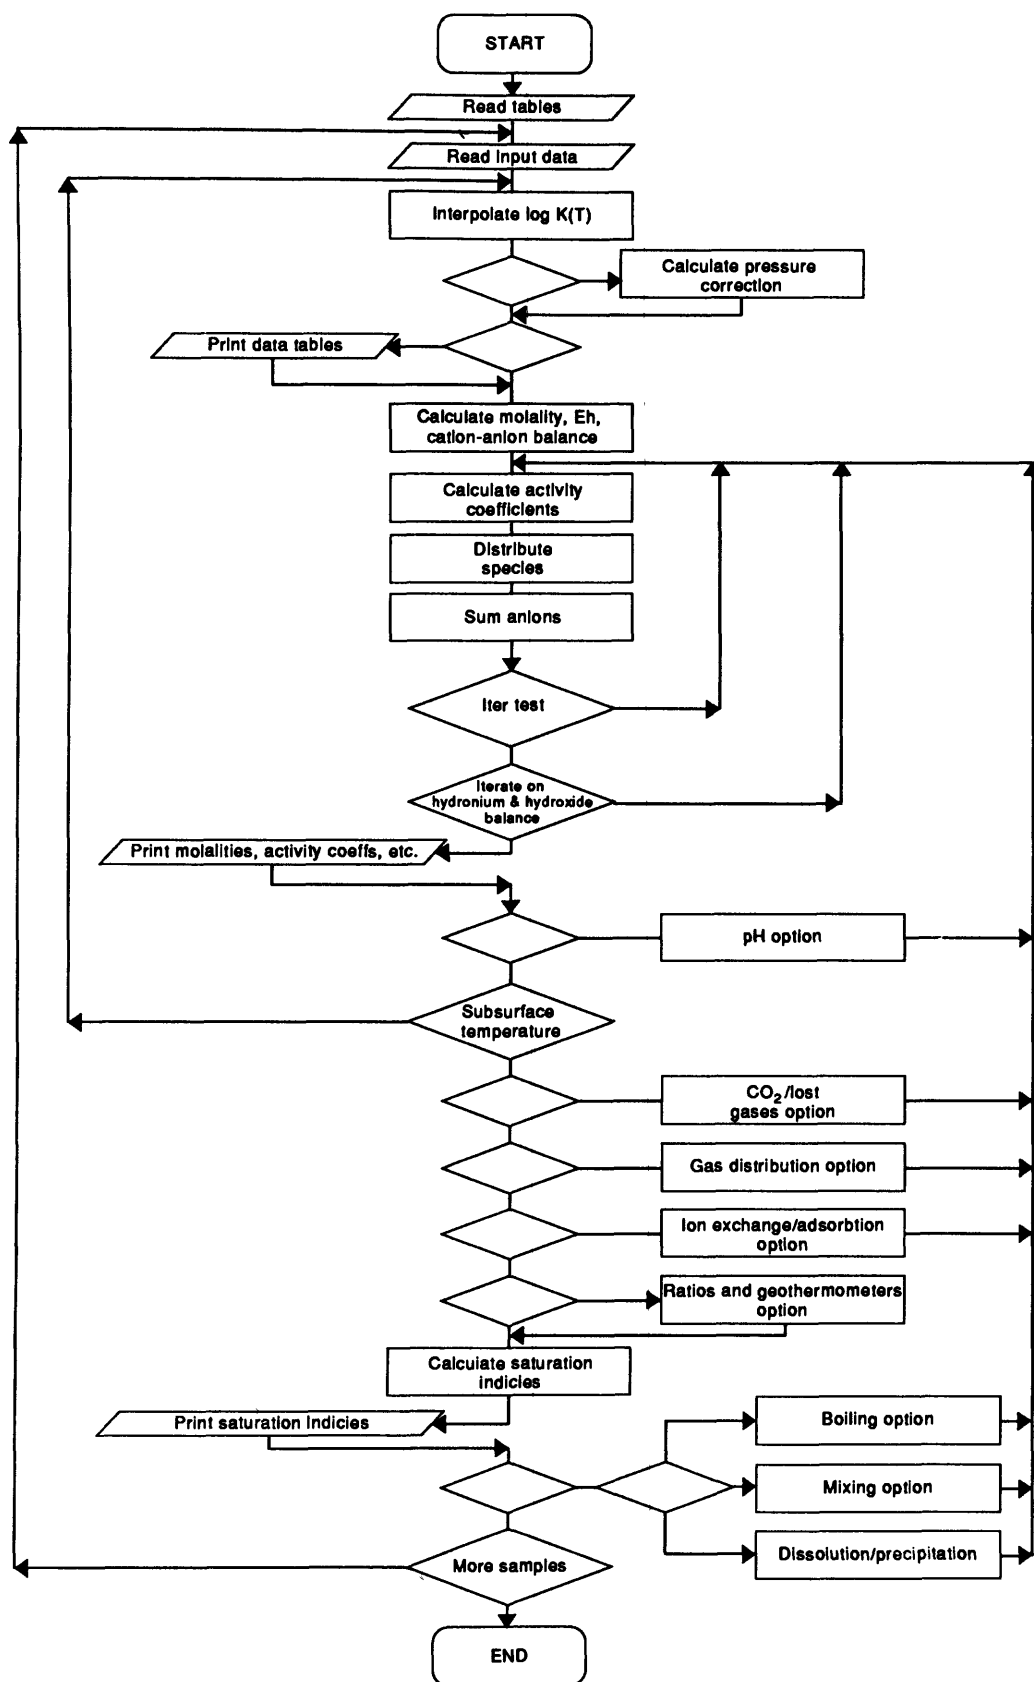 START
Read tables
Read input data
Interpolate log K(T)
Calculate pressure
correction
Print data tables
Calculate molality, Eh,
cation-anion balance
Calculate activity
coefficients
Distribute
species
Sum anions
Iter test
Iterate on
hydronium & hydroxide
balance
Print molalities, activity coeffs, etc.
pH option
Subsurface
temperature
CO₂/lost
gases option
Gas distribution option
Ion exchange/adsorbtion
option
Ratios and geothermometers
option
Calculate saturation
indicies
Print saturation Indicies
Boiling option
Mixing option
Dissolution/precipitation
More samples
END